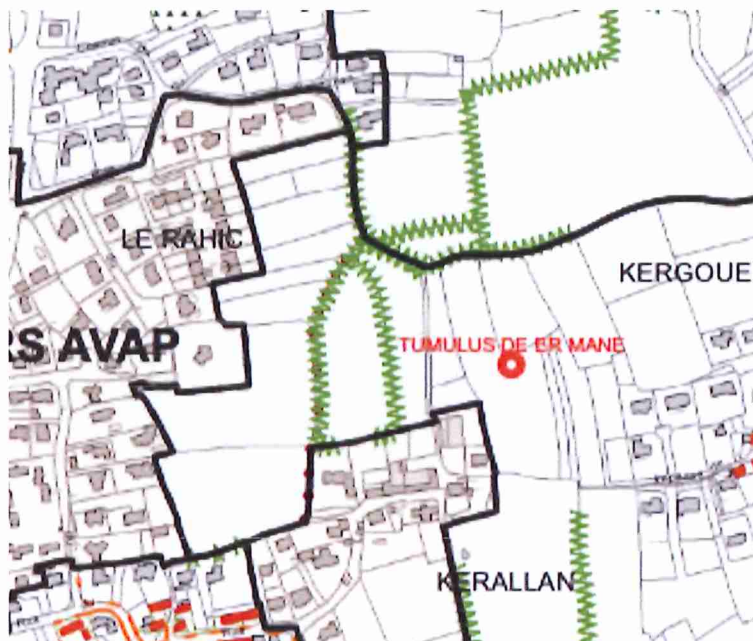 LE RAHIC
KERGOUE
RS AVAP
TUMULUS DE ER MANE
KERALLAN